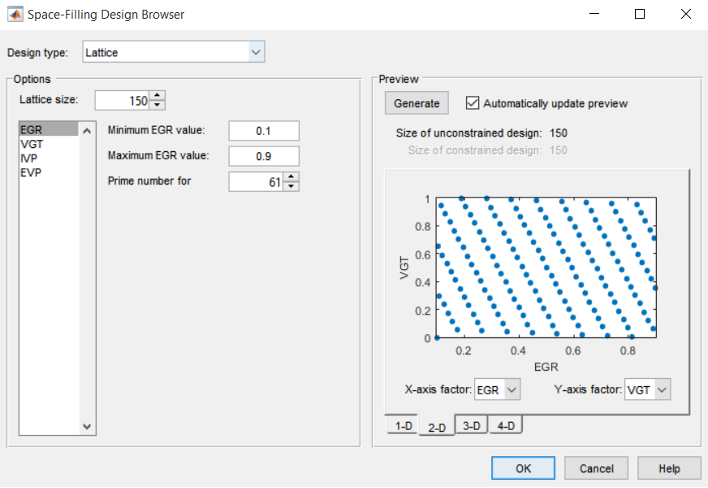 Space-Filling Design Browser
Design type: Lattice
Options
Lattice size: 150
EGR
VGT
IVP
EVP
Minimum EGR value: 0.1
Maximum EGR value: 0.9
Prime number for 61
Preview
Generate Automatically update preview
Size of unconstrained design: 150
Size of constrained design: 150
1
0.8
0.6
0.4
0.2
0
VGT
0.2 0.4 0.6 0.8
EGR
X-axis factor: EGR Y-axis factor: VGT
1-D 2-D 3-D 4-D
OK Cancel Help